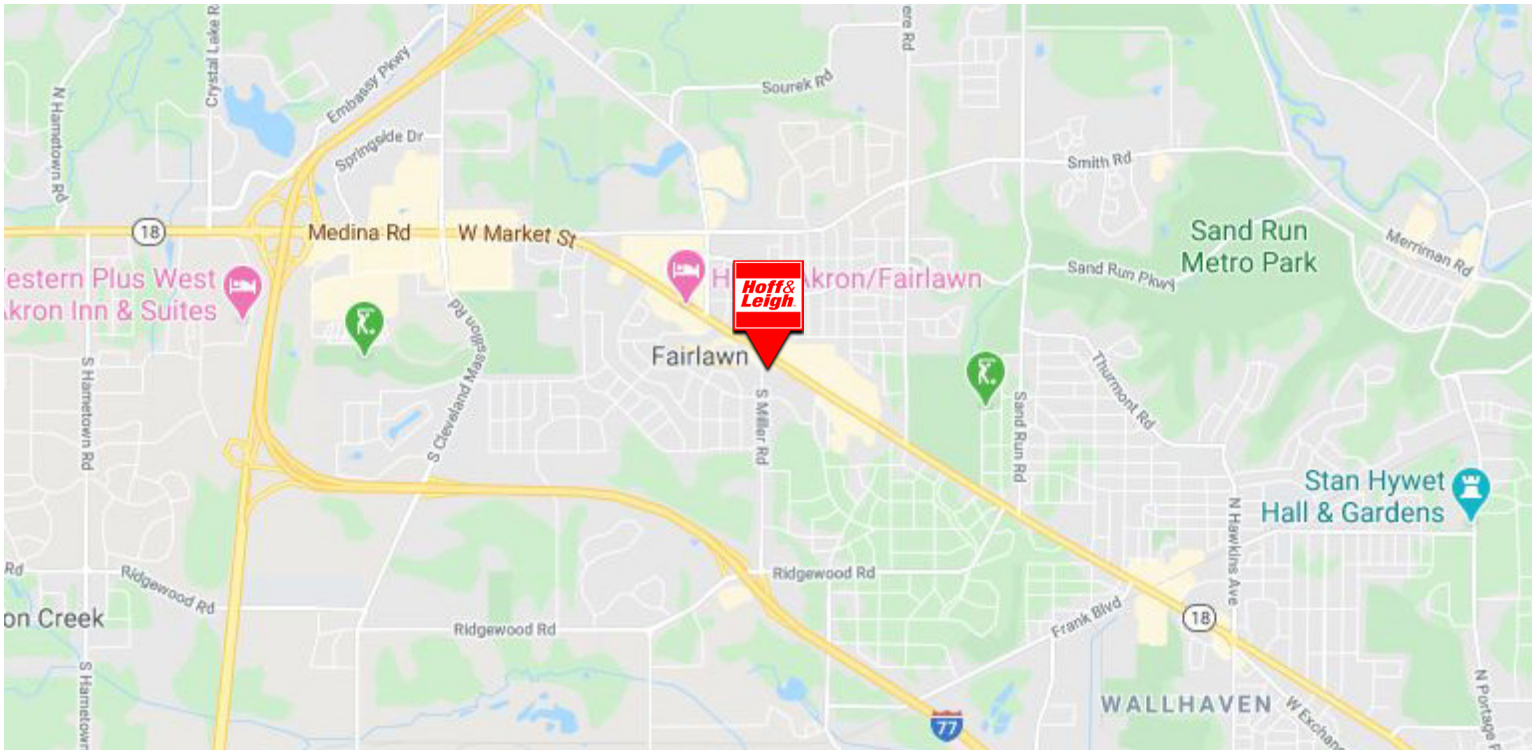 N Hametown Rd
Crystal Lake R
Embassy Pkwy
ere Rd
Sourek Rd
Springside Dr
Smith Rd
18
Medina Rd
W Market St
Sand Run
Metro Park
Merriman Rd
estern Plus West
Akron Inn & Suites
H
Akron/Fairlawn
Hoff&
Leigh
Sand Run Pkwy
S Cleveland Massillon Rd
Fairlawn
S Miller Rd
Sand Run Rd
Thurmont Rd
S Hametown Rd
Stan Hywet
Hall & Gardens
N Hawkins Ave
Rd
Ridgewood Rd
Ridgewood Rd
Ridgewood Rd
on Creek
Frank Blvd
18
S Hametown
77
WALLHAVEN
W Exchan
N Portage